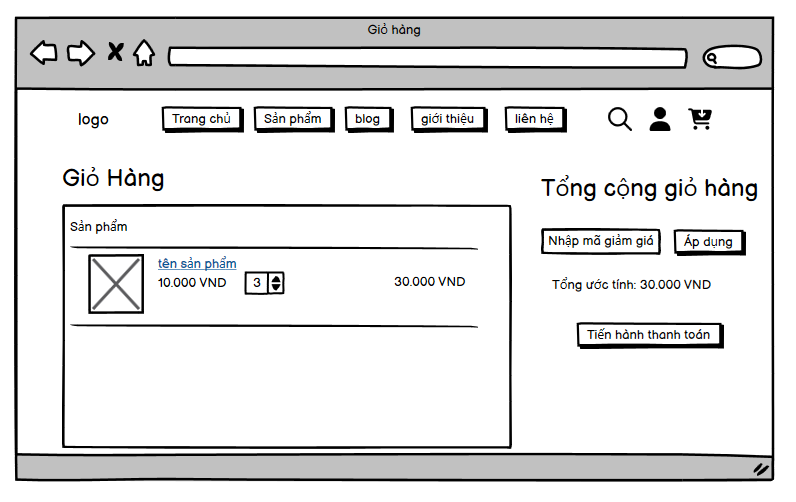 Giỏ hàng
logo
Trang chủ
Sản phẩm
blog
giới thiệu
liên hệ
Giỏ Hàng
Sản phẩm
tên sản phẩm
10.000 VND
3
30.000 VND
Tổng cộng giỏ hàng
Nhập mã giảm giá
Áp dụng
Tổng ước tính: 30.000 VND
Tiến hành thanh toán